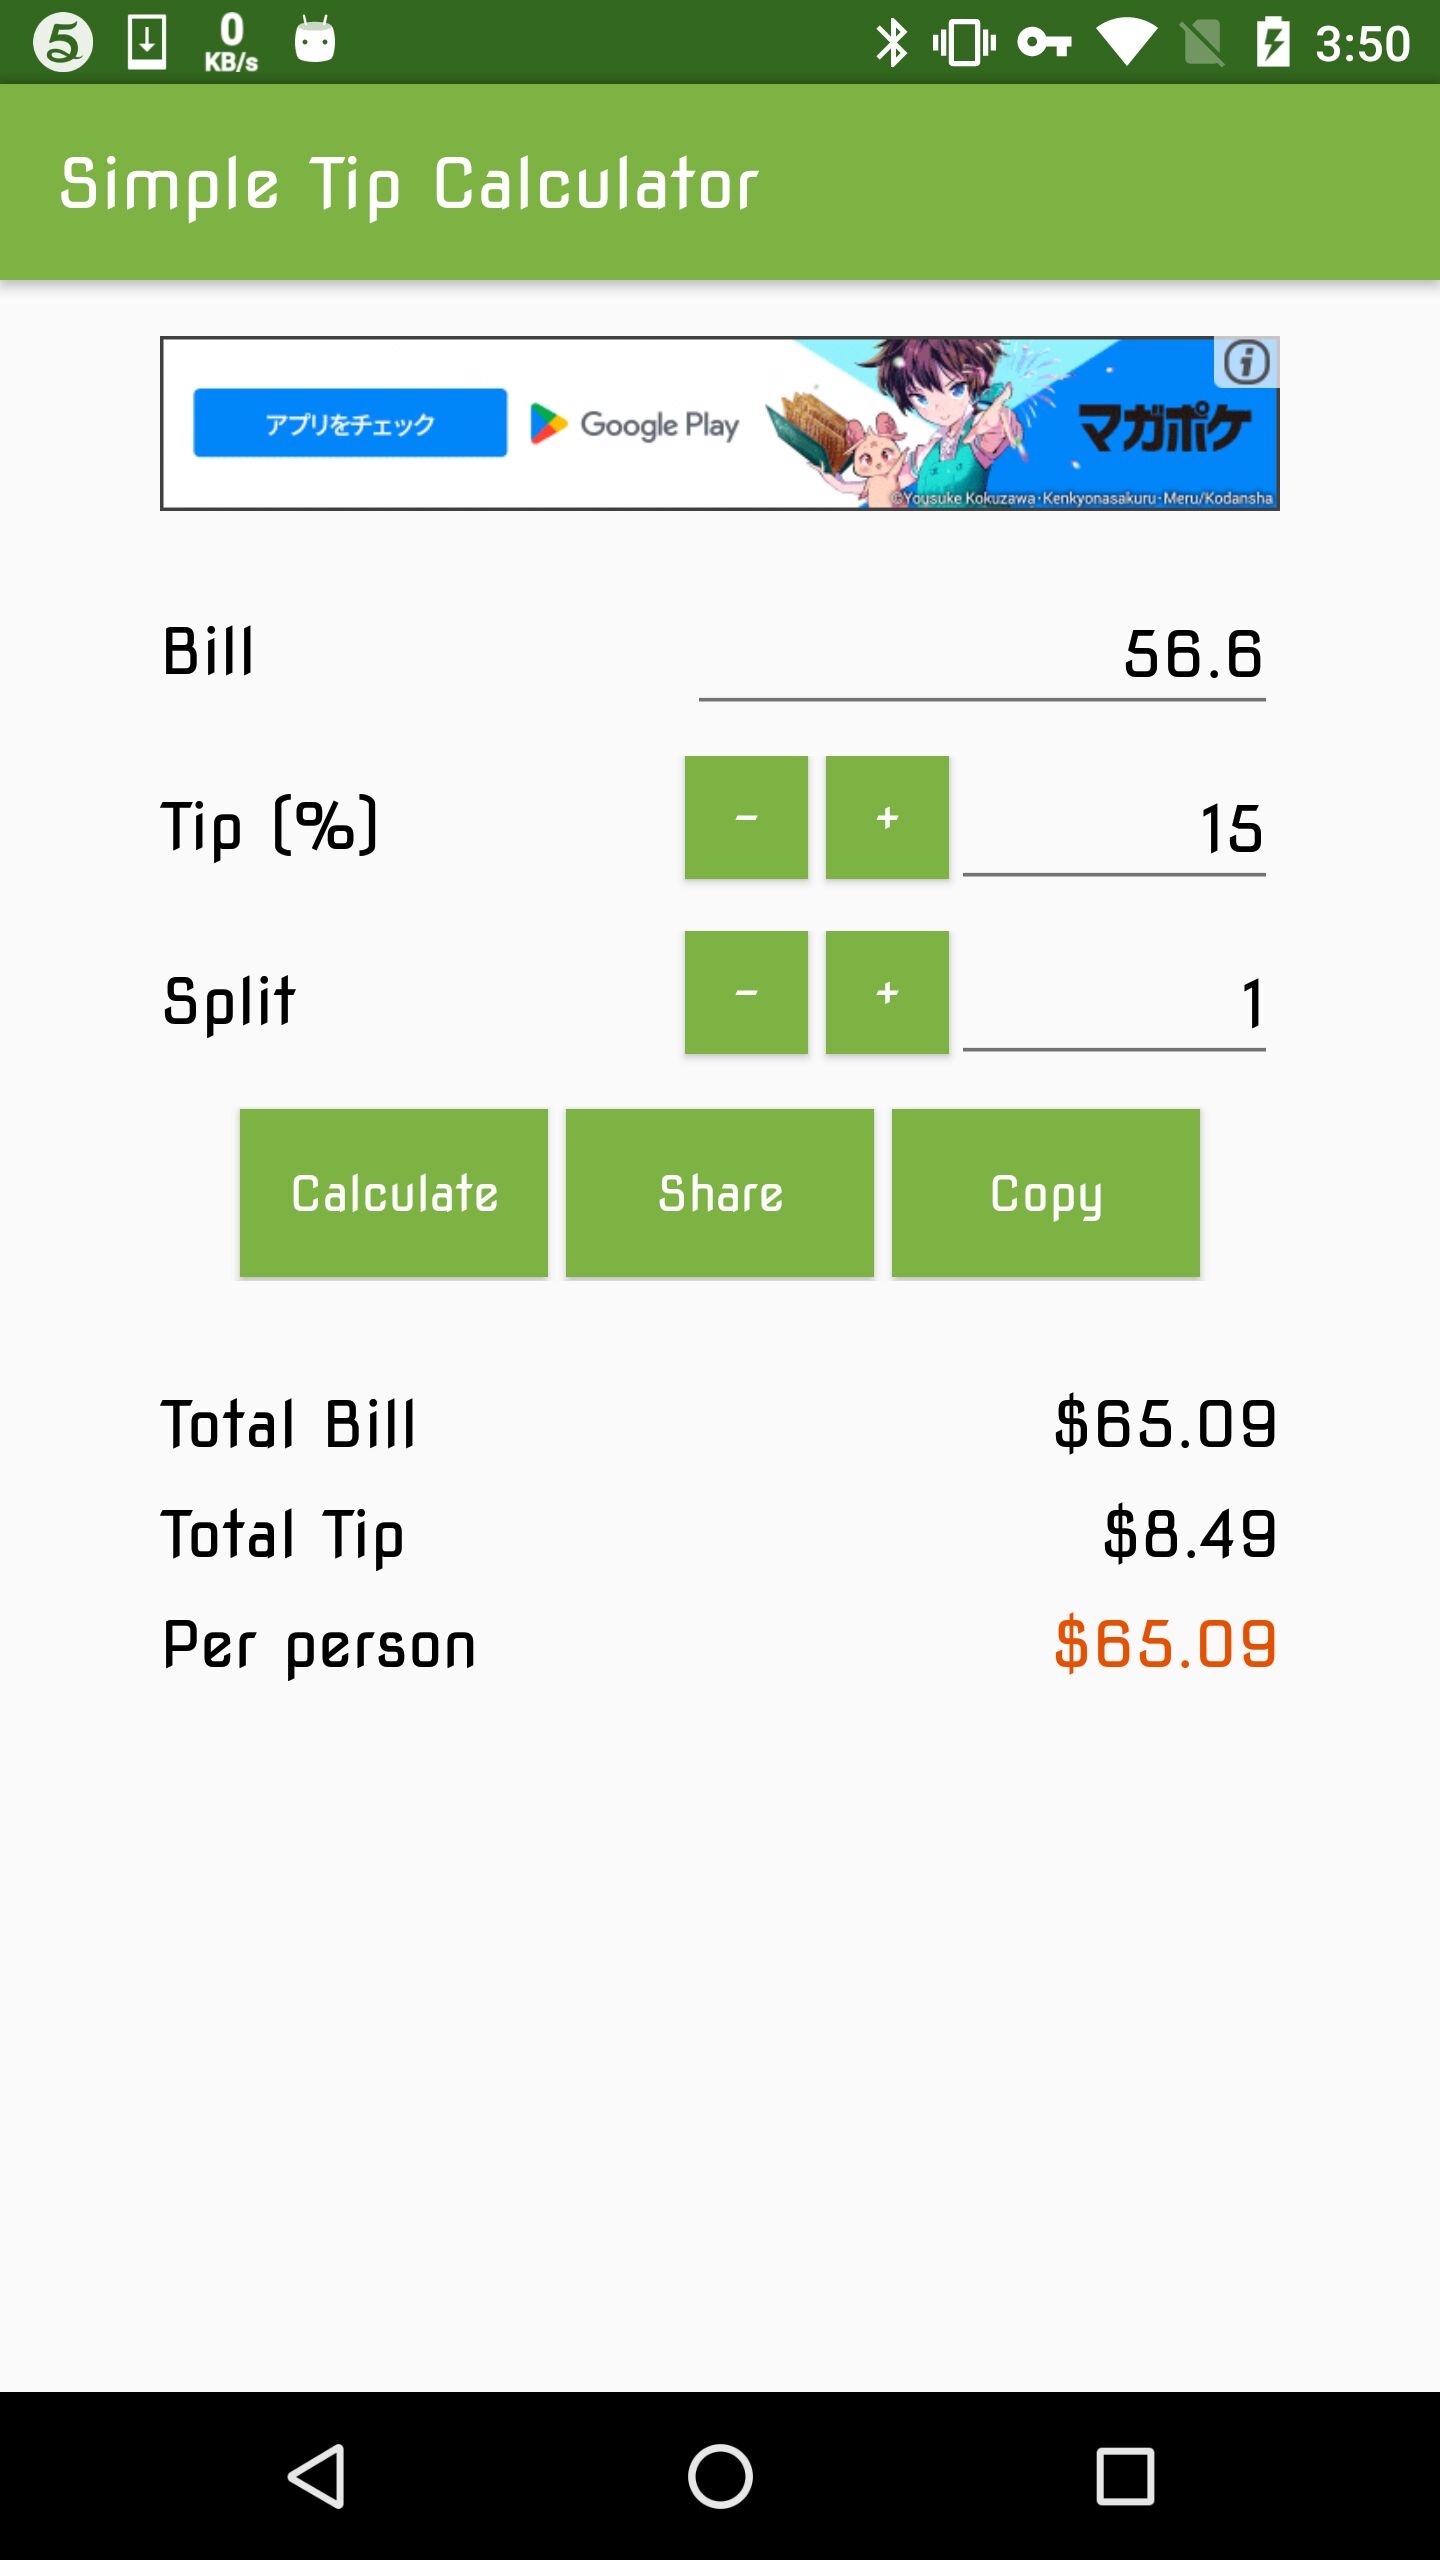 0
KB/s
3:50
Simple Tip Calculator
アプリをチェック
Google Play
マガポケ
©Yousuke Kokuzawa・Kenkyonasakuru・Meru/Kodansha
Bill
56.6
Tip (%)
-
+
15
Split
-
+
1
Calculate
Share
Copy
Total Bill
$65.09
Total Tip
$8.49
Per person
$65.09